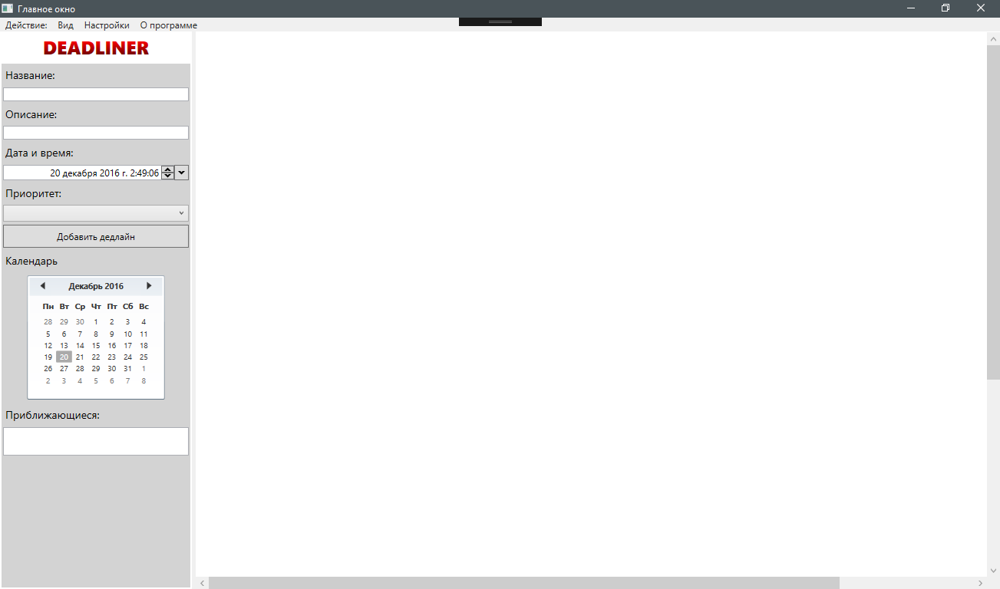 Главное окно
Действие: Вид Настройки О программе
DEADLINER
Название:
Описание:
Дата и время:
20 декабря 2016 г. 2:49:06
Приоритет:
Добавить дедлайн
Календарь
Декабрь 2016
Пн Вт Ср Чт Пт Сб Вс
28 29 30 1 2 3 4
5 6 7 8 9 10 11
12 13 14 15 16 17 18
19 20 21 22 23 24 25
26 27 28 29 30 31 1
2 3 4 5 6 7 8
Приближающиеся: